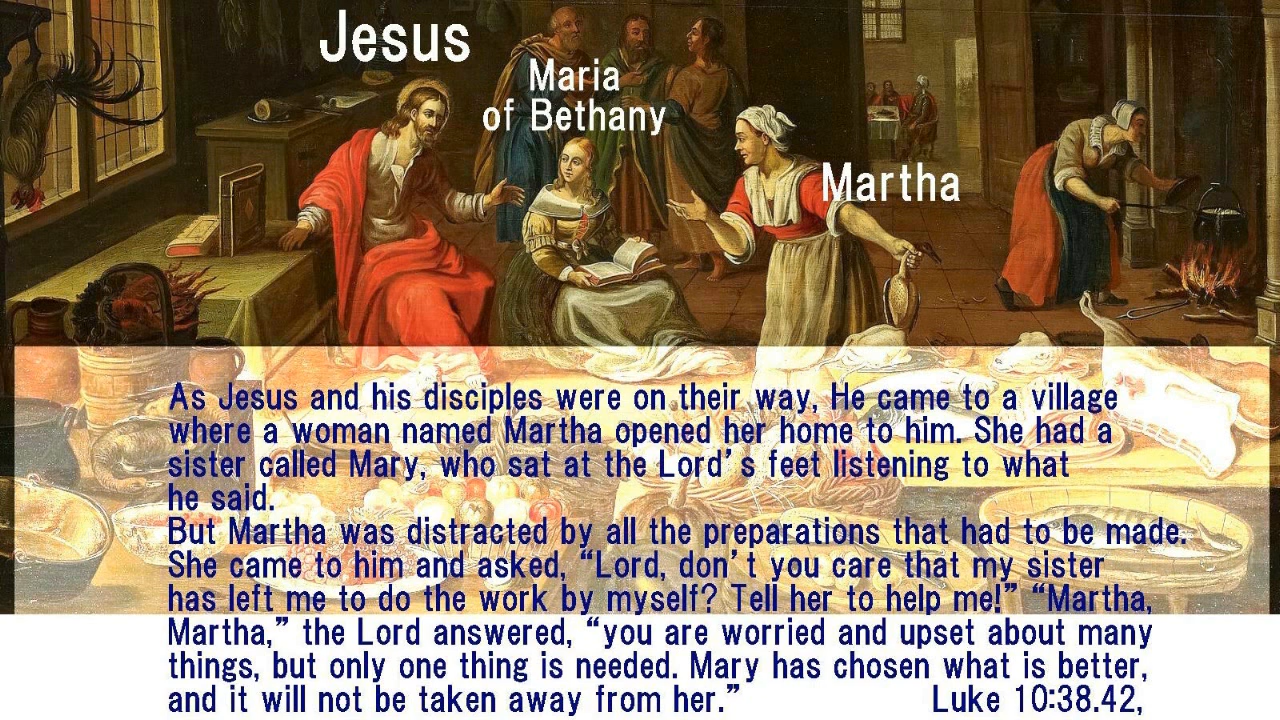 Jesus
Maria
of Bethany
Martha
As Jesus and his disciples were on their way, He came to a village
where a woman named Martha opened her home to him. She had a
sister called Mary, who sat at the Lord’s feet listening to what
he said.
But Martha was distracted by all the preparations that had to be made.
She came to him and asked, “Lord, don’t you care that my sister
has left me to do the work by myself? Tell her to help me!” “Martha,
Martha,” the Lord answered, “you are worried and upset about many
things, but only one thing is needed. Mary has chosen what is better,
and it will not be taken away from her.” Luke 10:38.42,